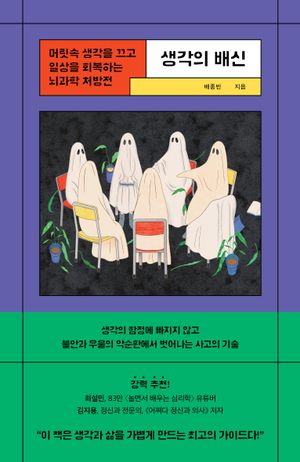 머릿속 생각을 끄고
일상을 회복하는
뇌과학 처방전
생각의 배신
배종빈 지음
생각의 함정에 빠지지 않고
불안과 우울의 악순환에서 벗어나는 사고의 기술
강력 추천!
최설민, 83만 <놀면서 배우는 심리학> 유튜버
김지용, 정신과 전문의, 《어쩌다 정신과 의사》 저자
“이 책은 생각과 삶을 가볍게 만드는 최고의 가이드다!”